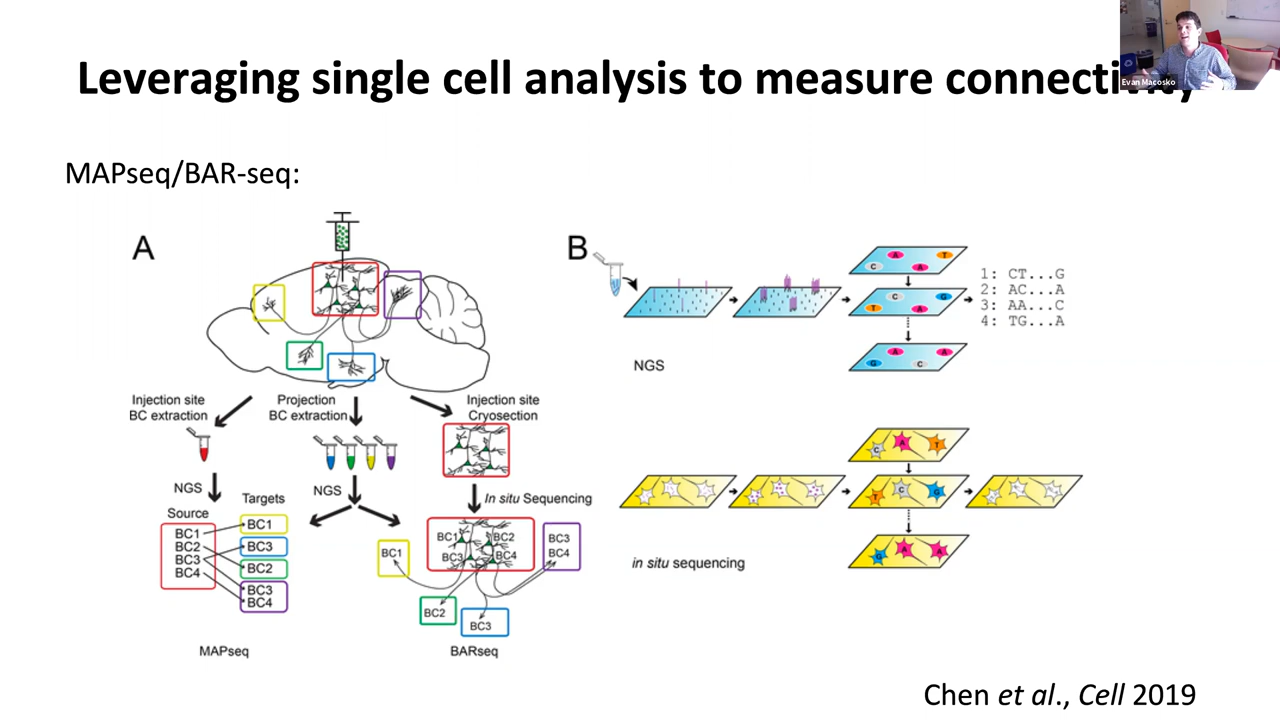 Leveraging single cell analysis to measure connectivity
Evan Macosko
MAPseq/BAR-seq:
A
Injection site
BC extraction
Projection
BC extraction
Injection site
Cryosection
NGS
NGS
In situ Sequencing
Source
BC1
BC2
BC3
BC4
Targets
BC1
BC3
BC2
BC3
BC4
MAPseq
BC1
BC1
BC2
BC3
BC4
BC3
BC4
BC2
BC3
BARseq
B
A
T
C
A
C
G
T
A
A
A
G
C
1: CT...G
2: AC...A
3: AA...C
4: TG...A
NGS
C
A
T
T
C
G
G
A
A
in situ sequencing
Chen et al., Cell 2019